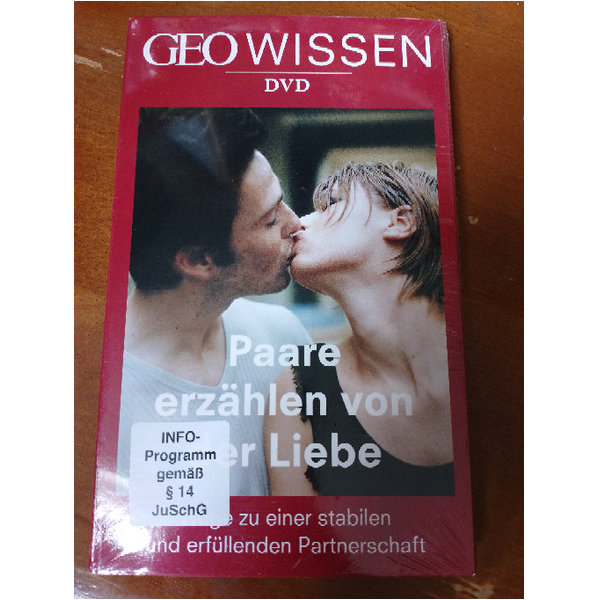 GEO WISSEN
DVD
Paare
erzählen von
er Liebe
INFO-
Programm
gemäß
§ 14
JuSchG
ge zu einer stabilen
und erfüllenden Partnerschaft